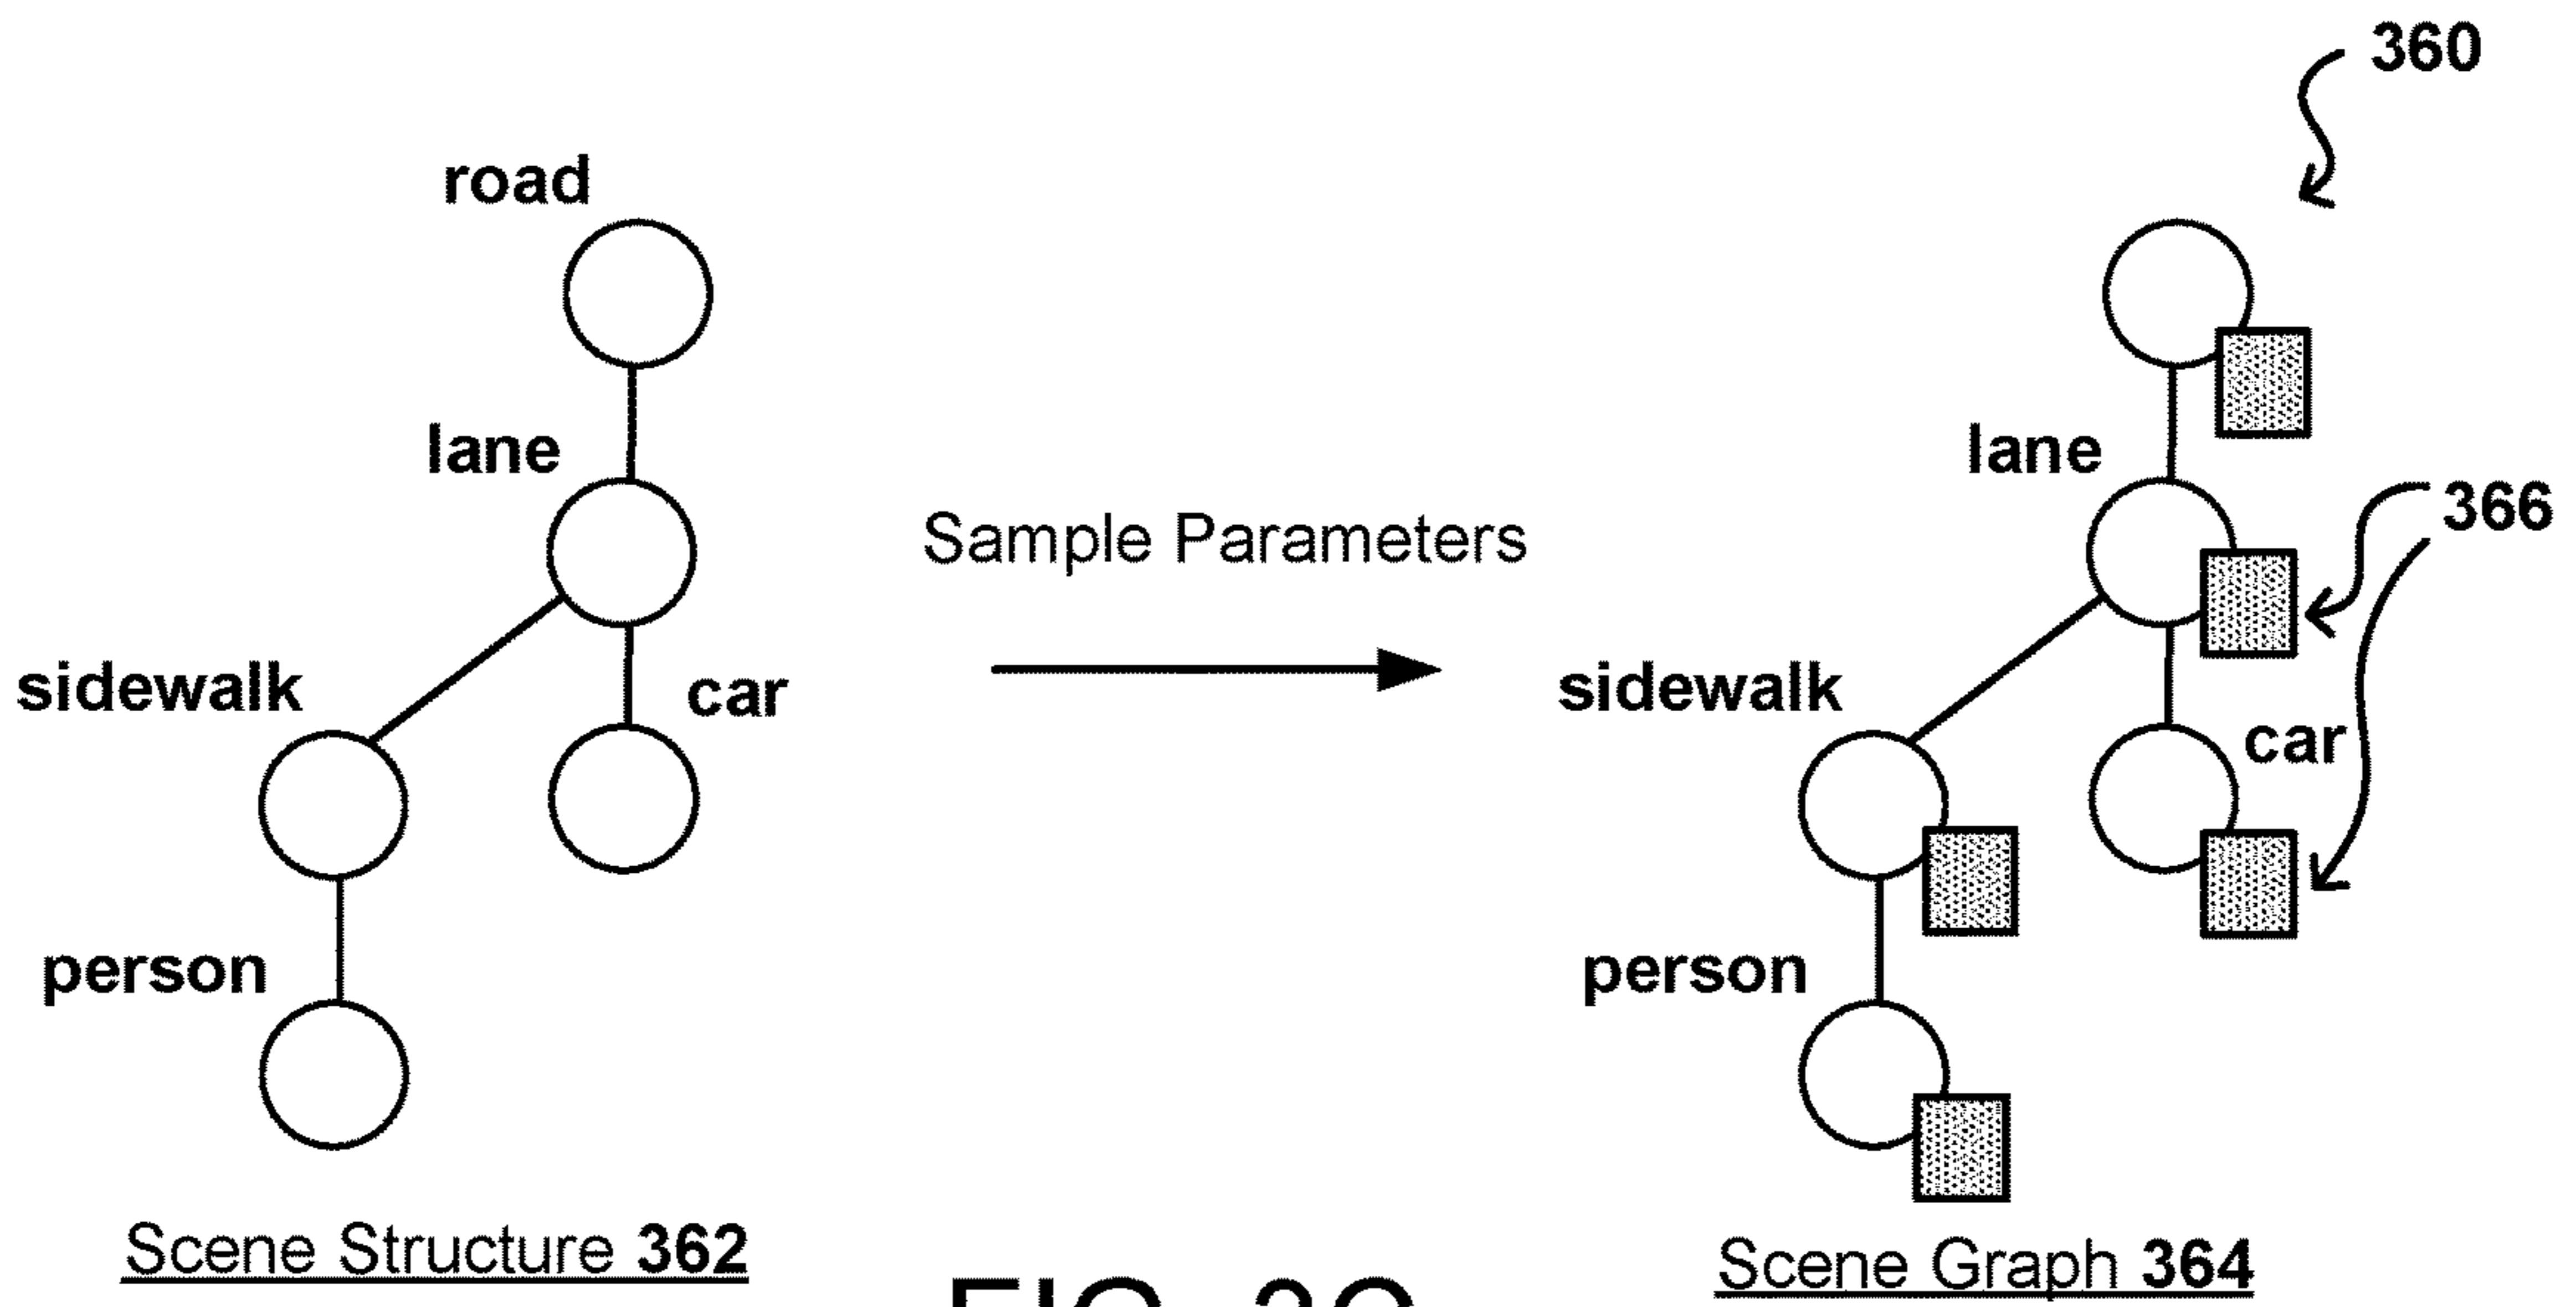 360
road
lane
lane
366
Sample Parameters
sidewalk
car
sidewalk
car
person
person
Scene Structure 362
Scene Graph 364